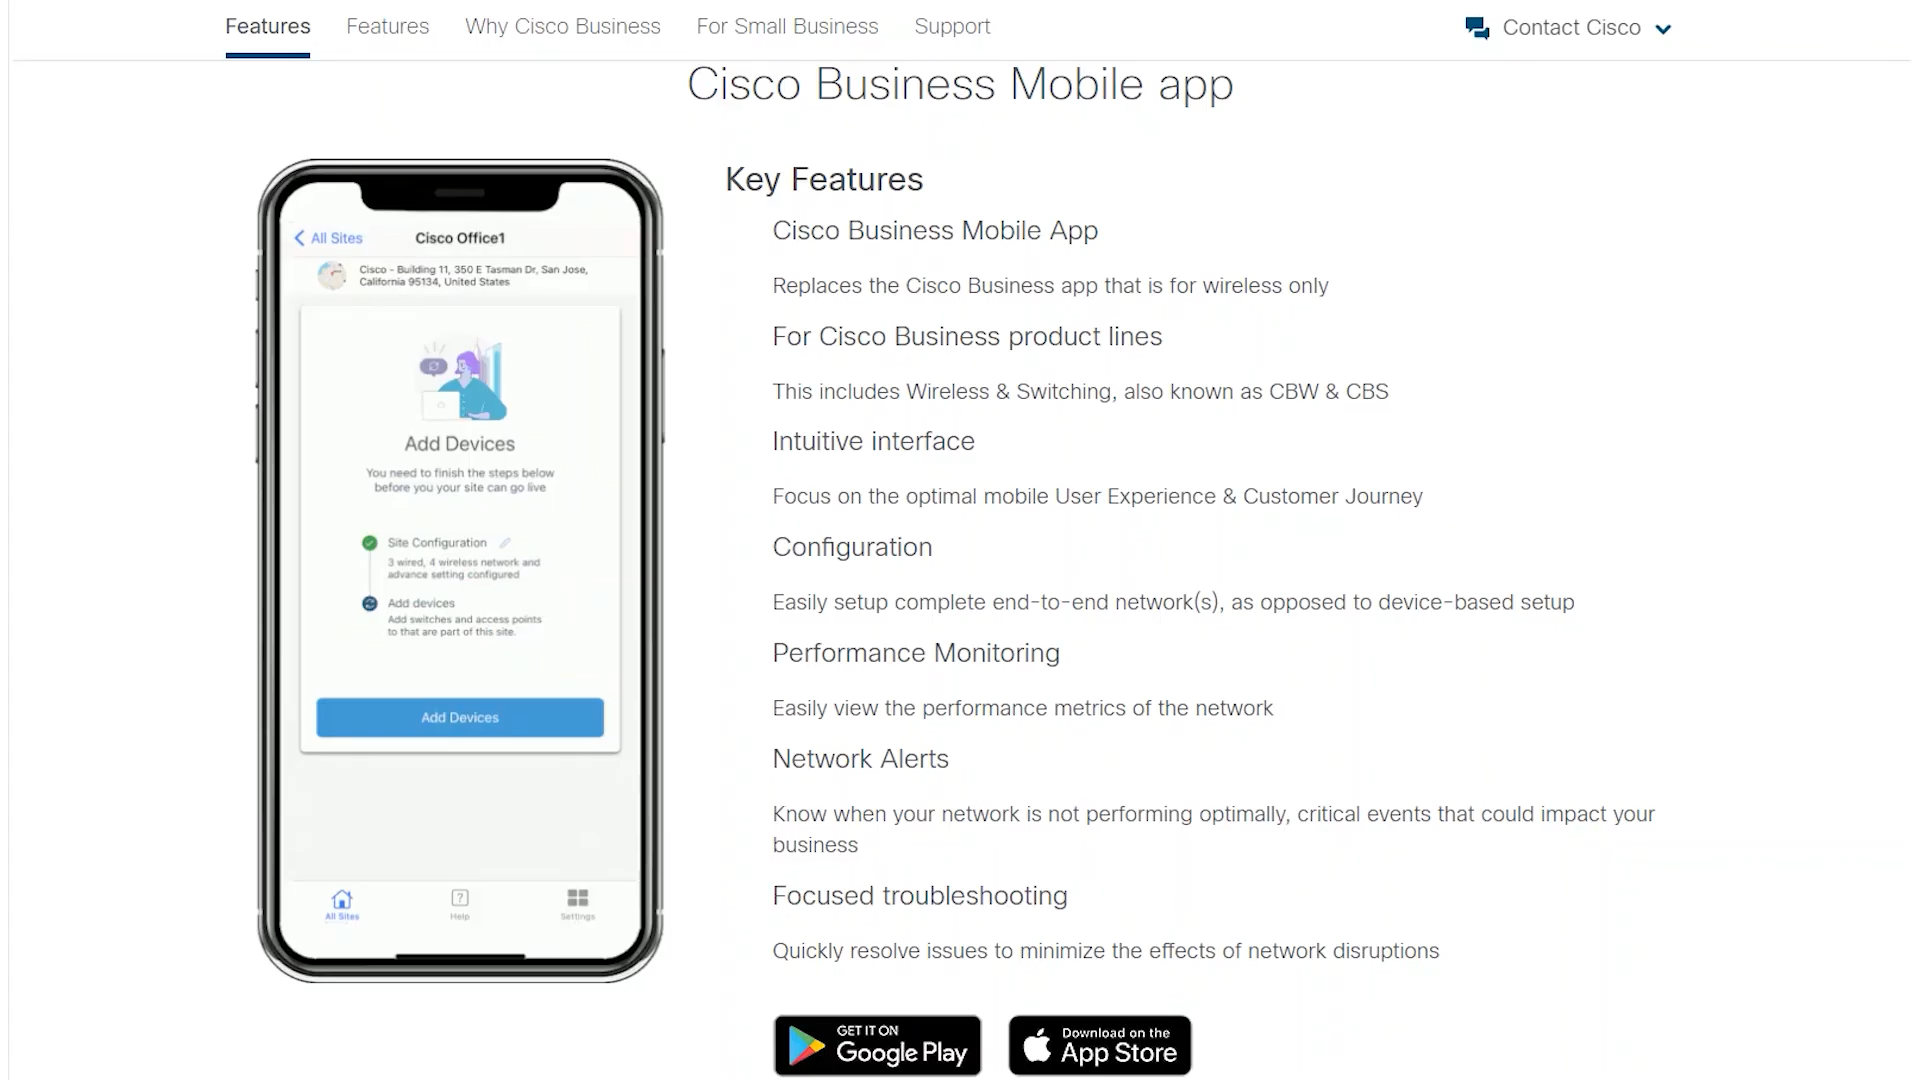 Features Features Why Cisco Business For Small Business Support Contact Cisco
Cisco Business Mobile app
All Sites Cisco Office1
Cisco - Building 11, 350 E Tasman Dr, San Jose,
California 95134, United States
Add Devices
You need to finish the steps below
before you your site can go live
Site Configuration
3 wired, 4 wireless network and
advance setting configured
Add devices
Add switches and access points
to that are part of this site.
Add Devices
All Sites Help Settings
Key Features
Cisco Business Mobile App
Replaces the Cisco Business app that is for wireless only
For Cisco Business product lines
This includes Wireless & Switching, also known as CBW & CBS
Intuitive interface
Focus on the optimal mobile User Experience & Customer Journey
Configuration
Easily setup complete end-to-end network(s), as opposed to device-based setup
Performance Monitoring
Easily view the performance metrics of the network
Network Alerts
Know when your network is not performing optimally, critical events that could impact your
business
Focused troubleshooting
Quickly resolve issues to minimize the effects of network disruptions
GET IT ON
Google Play
Download on the
App Store